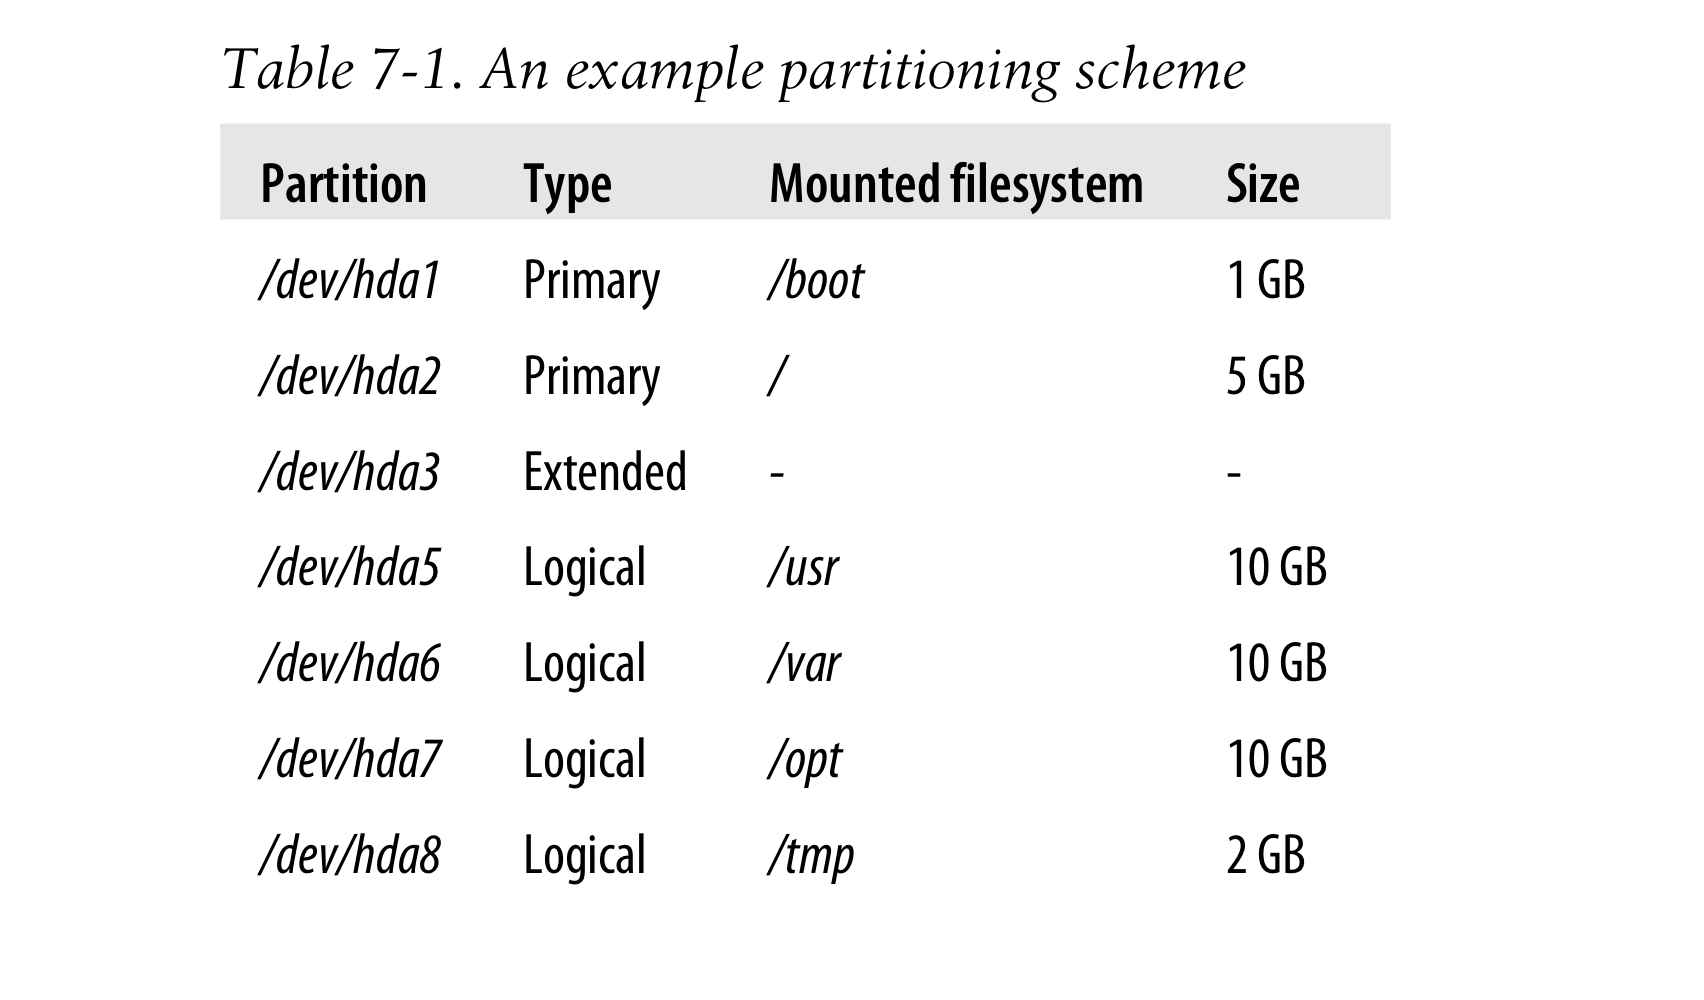 Table 7-1. An example partitioning scheme
Partition Type Mounted filesystem Size
/dev/hda1 Primary /boot 1 GB
/dev/hda2 Primary / 5 GB
/dev/hda3 Extended - -
/dev/hda5 Logical /usr 10 GB
/dev/hda6 Logical /var 10 GB
/dev/hda7 Logical /opt 10 GB
/dev/hda8 Logical /tmp 2 GB